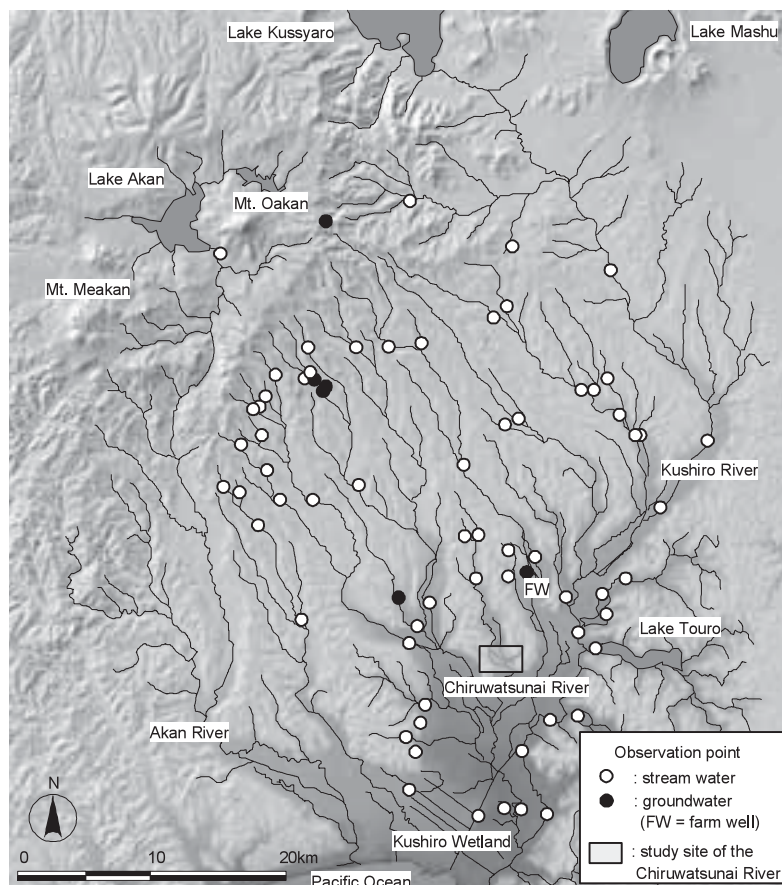 Lake Kussyaro
Lake Mashu
Lake Akan
Mt. Oakan
Mt. Meakan
Kushiro River
FW
Lake Touro
Chiruwatsunai River
Akan River
Observation point
: stream water
: groundwater
(FW = farm well)
: study site of the
Chiruwatsunai River
N
0 10 20km
Kushiro Wetland
Pacific Ocean